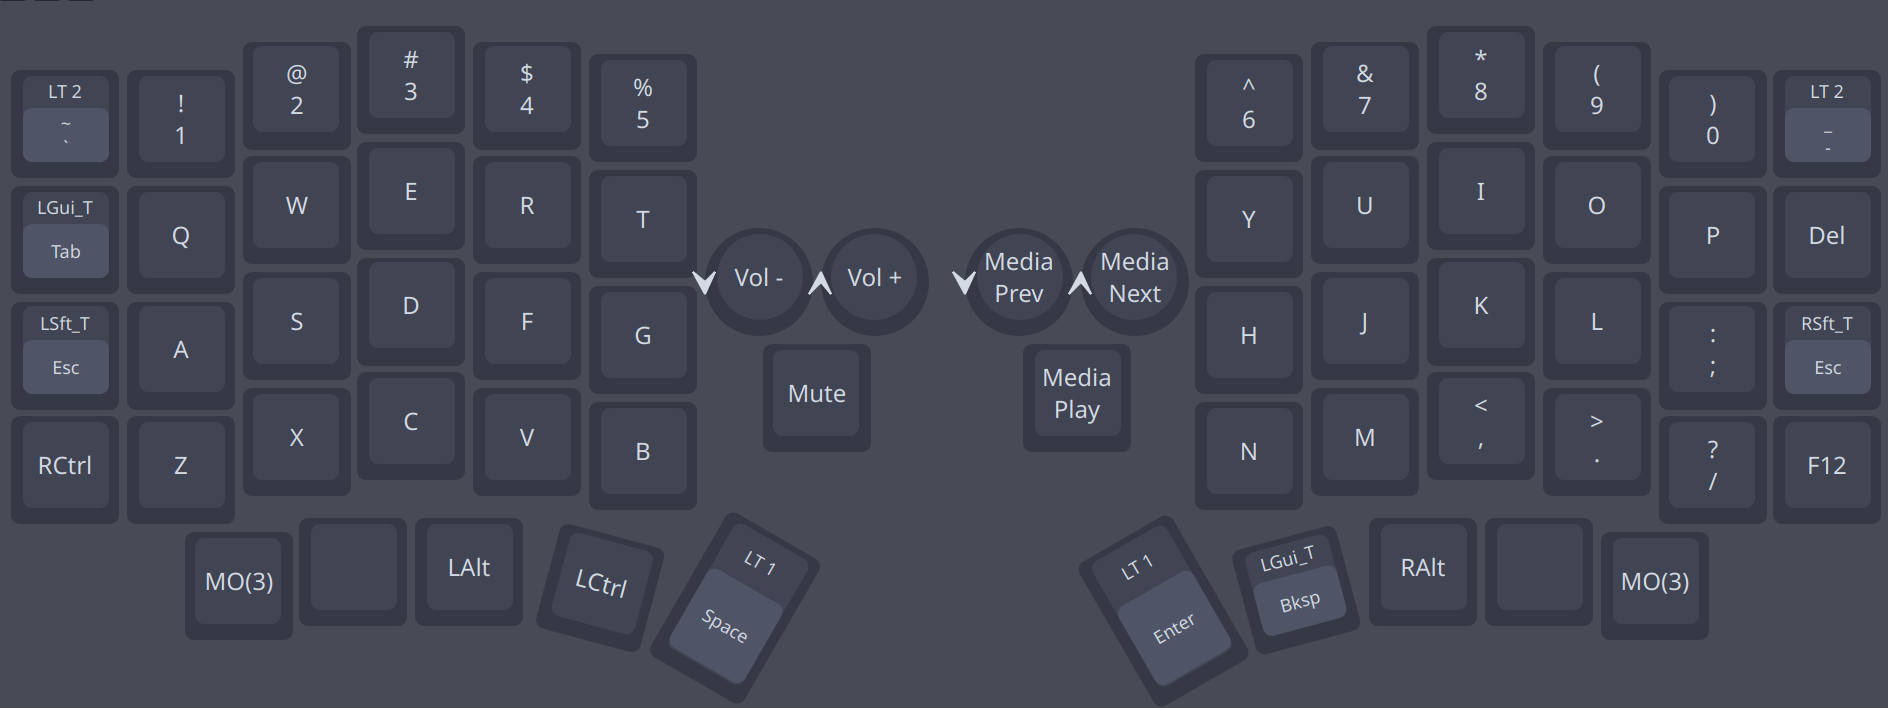 LT 2
~
`
!
1
@
2
#
3
$
4
%
5
^
6
&
7
*
8
(
9
)
0
LT 2
_
-
LGui_T
Tab
Q
W
E
R
T
Y
U
I
O
P
Del
Vol -
Vol +
Media
Prev
Media
Next
LSft_T
Esc
A
S
D
F
G
Mute
Media
Play
H
J
K
L
:
;
RSft_T
Esc
RCtrl
Z
X
C
V
B
N
M
<
,
>
.
?
/
F12
MO(3)
LAlt
LCtrl
LT 1
Space
LT 1
Enter
LGui_T
Bksp
RAlt
MO(3)